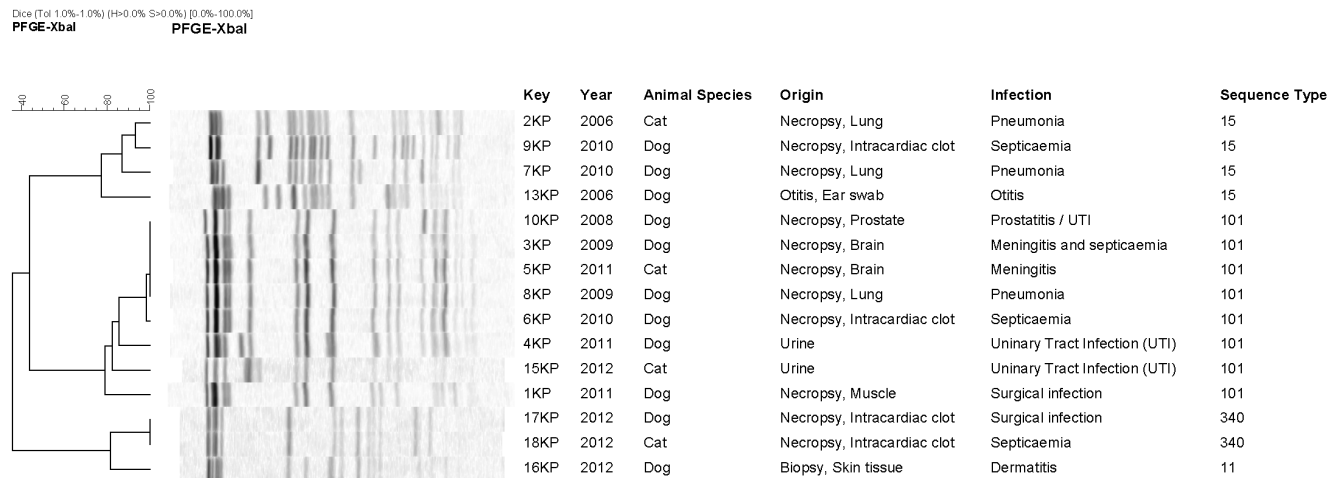 Dice (Tol 1.0%-1.0%) (H>0.0% S>0.0%) [0.0%-100.0%]
PFGE-XbaI PFGE-XbaI
40 60 80 100
Key Year Animal Species Origin Infection Sequence Type
2KP 2006 Cat Necropsy, Lung Pneumonia 15
9KP 2010 Dog Necropsy, Intracardiac clot Septicaemia 15
7KP 2010 Dog Necropsy, Lung Pneumonia 15
13KP 2006 Dog Otitis, Ear swab Otitis 15
10KP 2008 Dog Necropsy, Prostate Prostatitis / UTI 101
3KP 2009 Dog Necropsy, Brain Meningitis and septicaemia 101
5KP 2011 Cat Necropsy, Brain Meningitis 101
8KP 2009 Dog Necropsy, Lung Pneumonia 101
6KP 2010 Dog Necropsy, Intracardiac clot Septicaemia 101
4KP 2011 Dog Urine Uninary Tract Infection (UTI) 101
15KP 2012 Cat Urine Uninary Tract Infection (UTI) 101
1KP 2011 Dog Necropsy, Muscle Surgical infection 101
17KP 2012 Dog Necropsy, Intracardiac clot Surgical infection 340
18KP 2012 Cat Necropsy, Intracardiac clot Septicaemia 340
16KP 2012 Dog Biopsy, Skin tissue Dermatitis 11